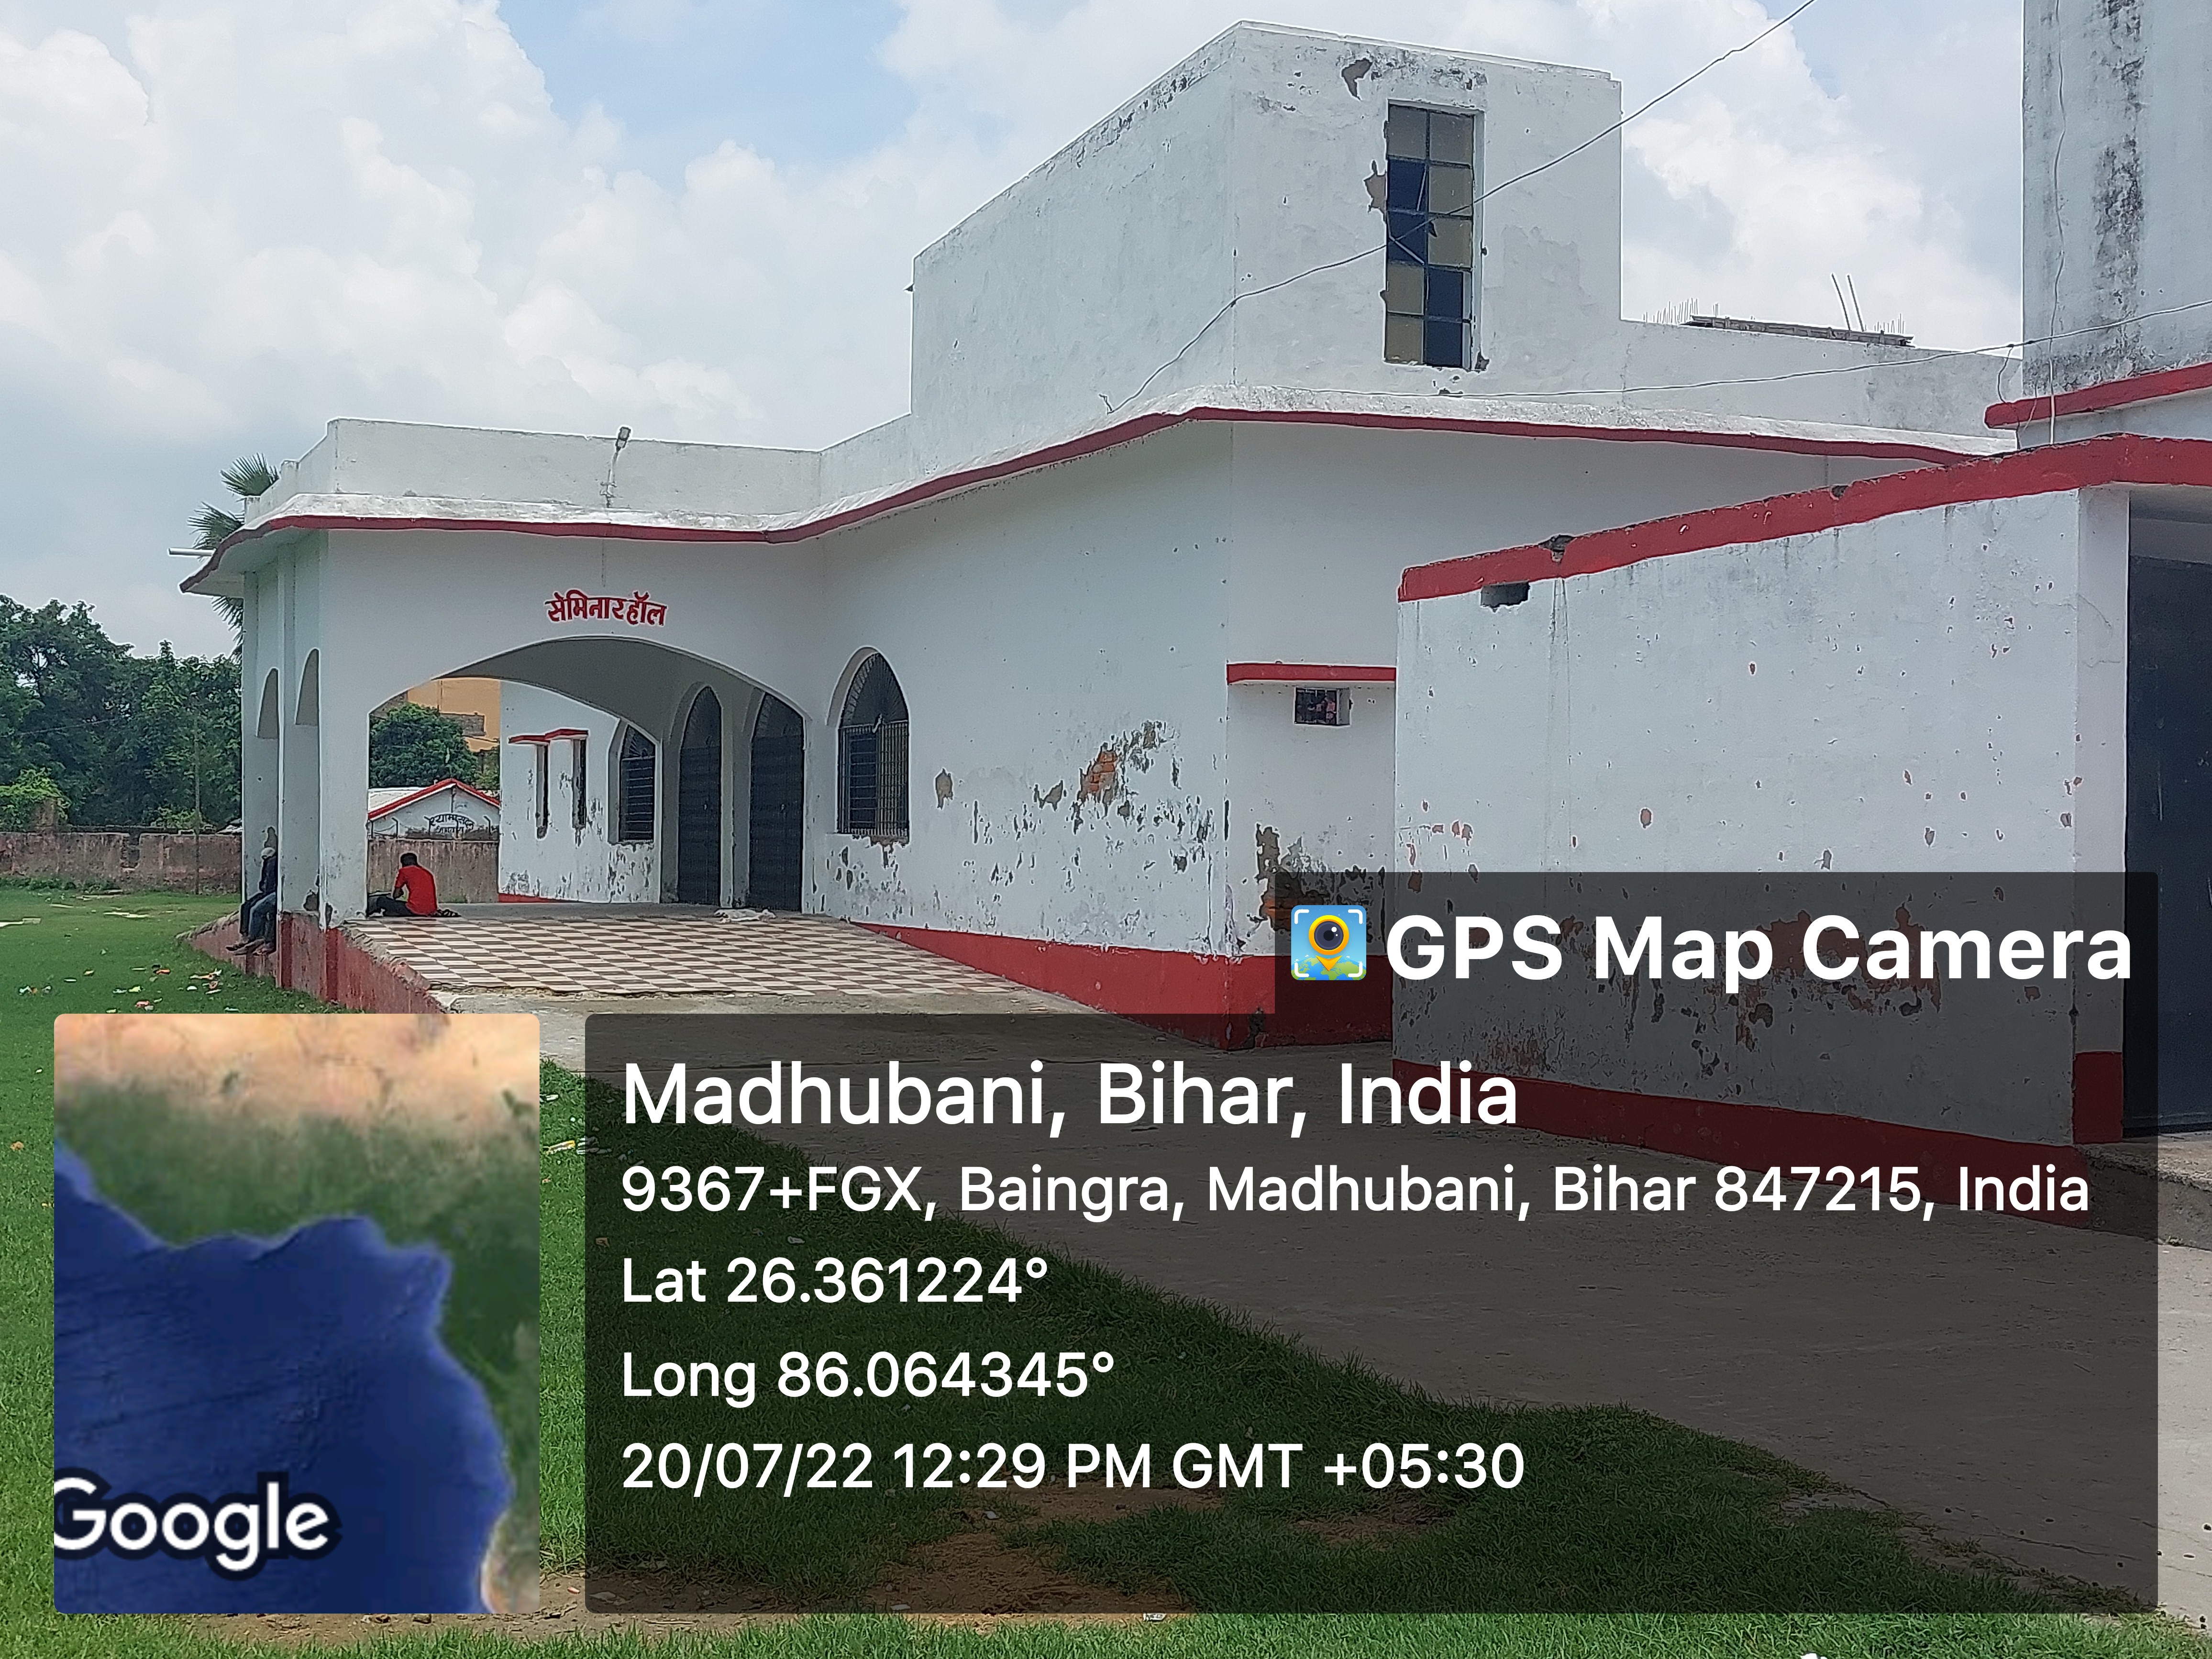 सेमिनार हॉल
GPS Map Camera
Madhubani, Bihar, India
9367+FGX, Baingra, Madhubani, Bihar 847215, India
Lat 26.361224°
Long 86.064345°
20/07/22 12:29 PM GMT +05:30
Google